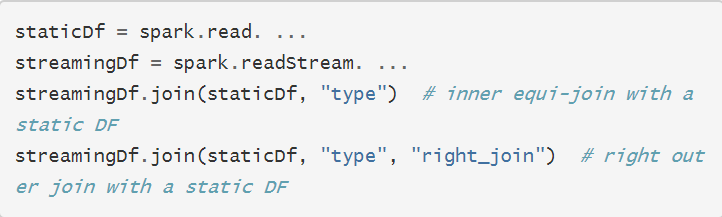 staticDf = spark.read. ...
streamingDf = spark.readStream. ...
streamingDf.join(staticDf, "type")  # inner equi-join with a
static DF
streamingDf.join(staticDf, "type", "right_join")  # right out
er join with a static DF